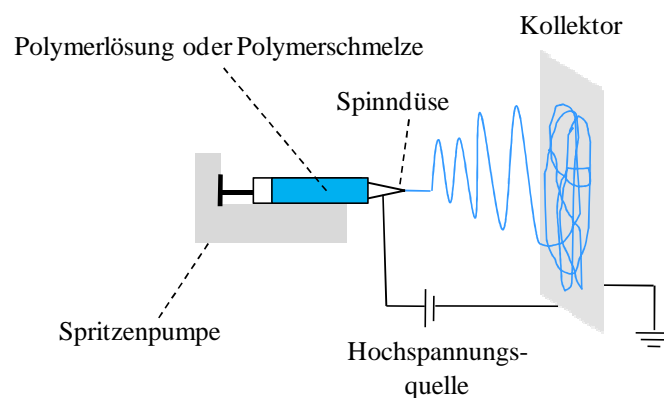 Kollektor
Polymerlösung oder Polymerschmelze
Spinndüse
Spritzenpumpe
Hochspannungs-
quelle